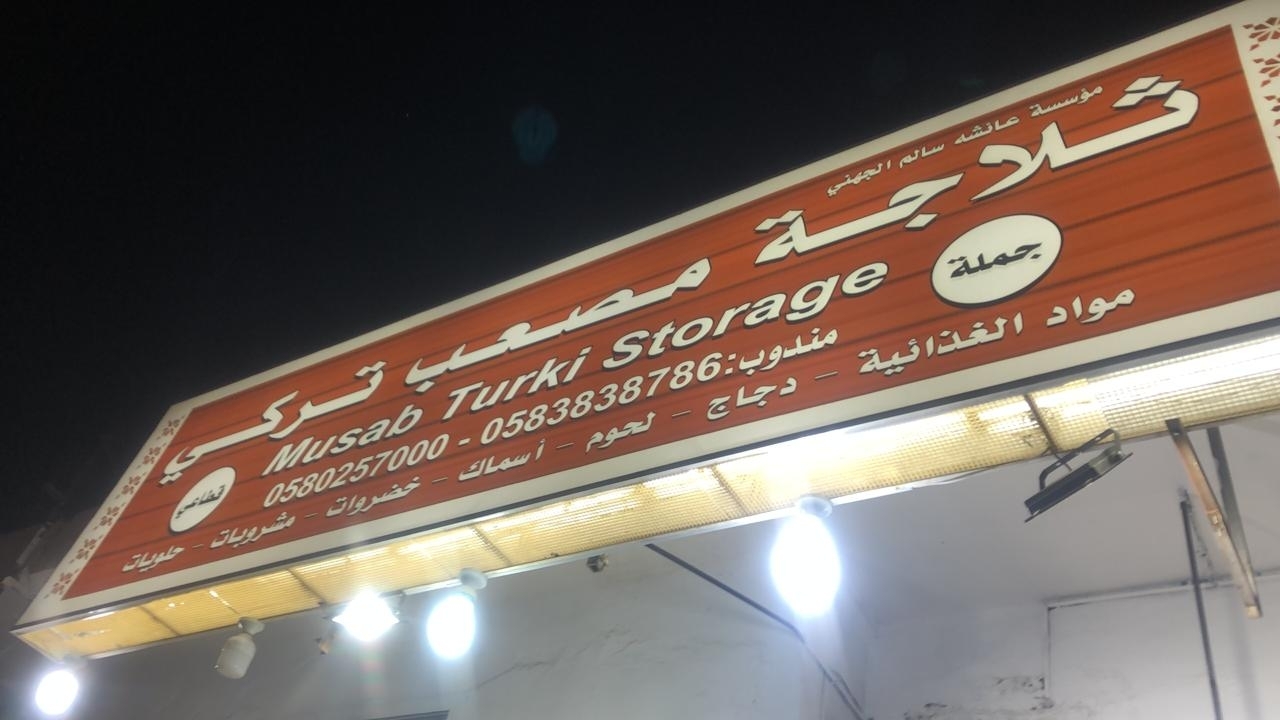 مؤسسة عائشه سالم الجهني
ثلاجة مصعب تركي
Musab Turki Storage
جملة
قطاعي
مندوب: 0583838786 - 0580257000
مواد الغذائية - دجاج - لحوم - أسماك - خضروات - مشروبات - حلويات